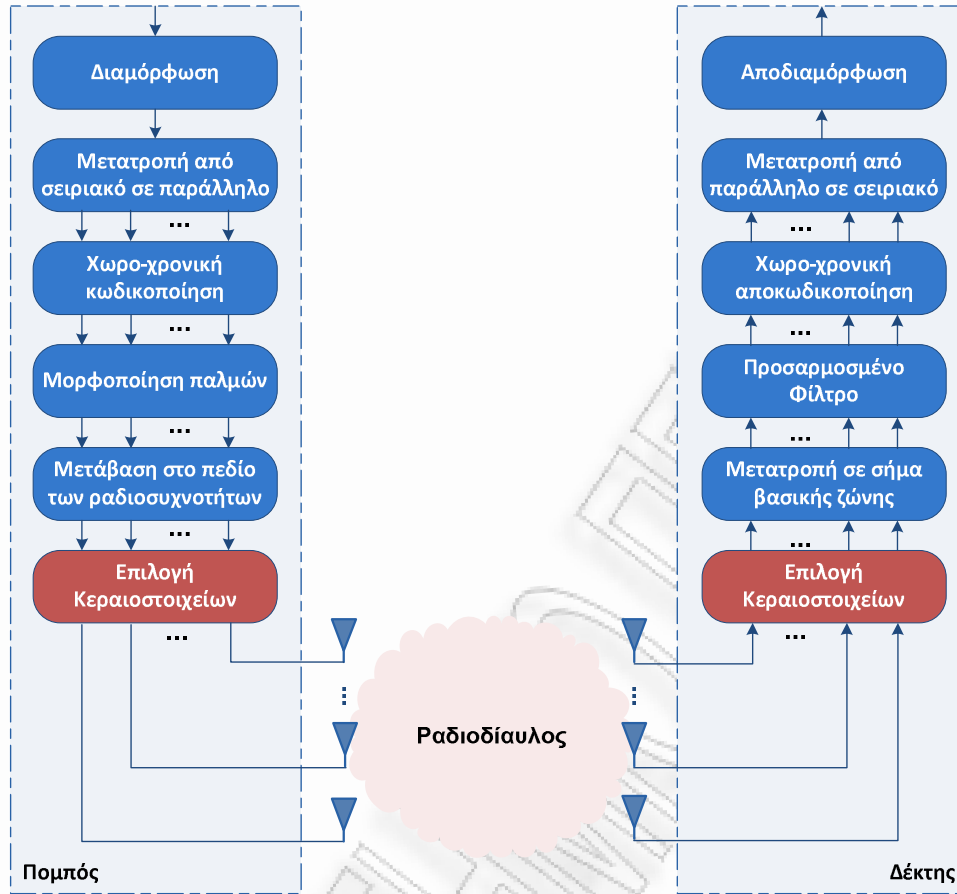 Διαμόρφωση
Μετατροπή από
σειριακό σε παράλληλο
...
Χωρο-χρονική
κωδικοποίηση
...
Μορφοποίηση παλμών
...
Μετάβαση στο πεδίο
των ραδιοσυχνοτήτων
...
Επιλογή
Κεραιοστοιχείων
...
Πομπός
Ραδιοδίαυλος
Αποδιαμόρφωση
Μετατροπή από
παράλληλο σε σειριακό
...
Χωρο-χρονική
αποκωδικοποίηση
...
Προσαρμοσμένο
Φίλτρο
...
Μετατροπή σε σήμα
βασικής ζώνης
...
Επιλογή
Κεραιοστοιχείων
...
Δέκτης